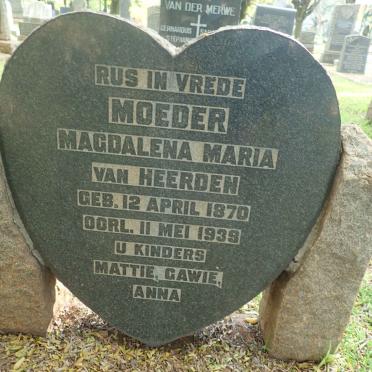 VAN DER MERWE
RUS IN VREDE
MOEDER
MAGDALENA MARIA
VAN HEERDEN
GEB. 12 APRIL 1870
OORL. 11 MEI 1939
U KINDERS
MATTIE, GAWIE,
ANNA